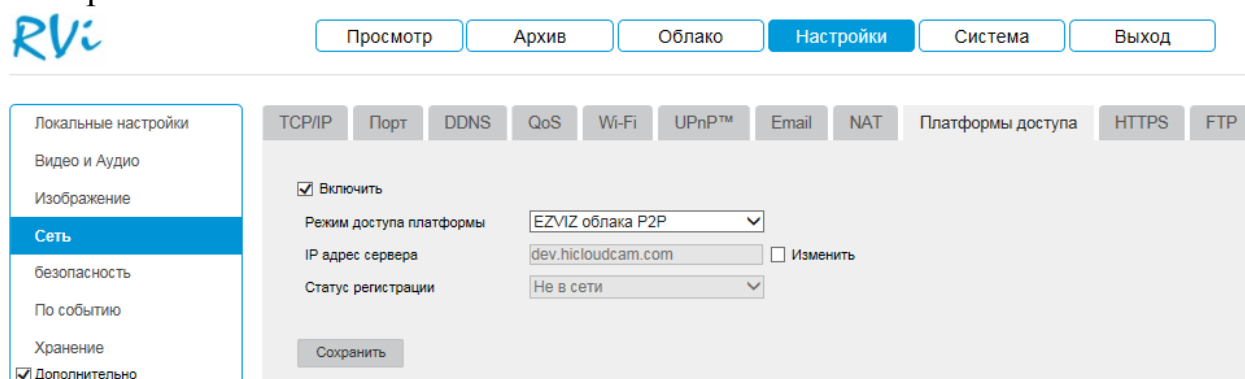 RVi Просмотр Архив Облако Настройки Система Выход
Локальные настройки TCP/IP Порт DDNS QoS Wi-Fi UPnP™ Email NAT Платформы доступа HTTPS FTP
Видео и Аудио
Включить
Изображение
Режим доступа платформы EZVIZ облака P2P
Сеть
IP адрес сервера dev.hicloudcam.com Изменить
безопасность
Статус регистрации Не в сети
По событию
Хранение
Сохранить
Дополнительно